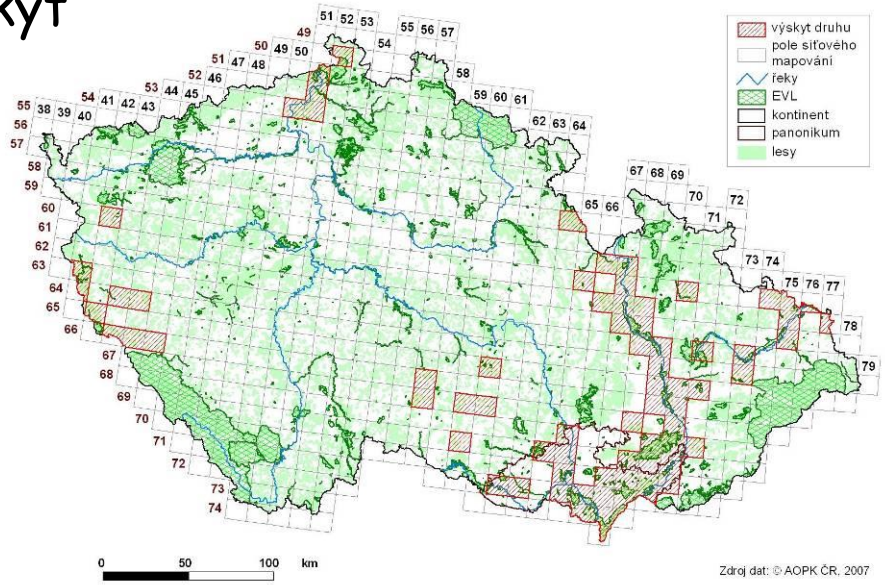 kyt
51 52 53
54
55 56 57
58
59 60 61
62 63 64
65 66
67 68 69
70
71
72
73 74
75 76 77
78
79
49
50 49 50
51 47 48
52 46
53 44 45
54 41 42 43
55 38 39 40
56
57
58
59
60
61
62
63
64
65
66
67
68
69
70
71
72
73
74
výskyt druhu
pole síťového
mapování
řeky
EVL
kontinent
panonikum
lesy
0 50 100 km
Zdroj dat: © AOPK ČR, 2007